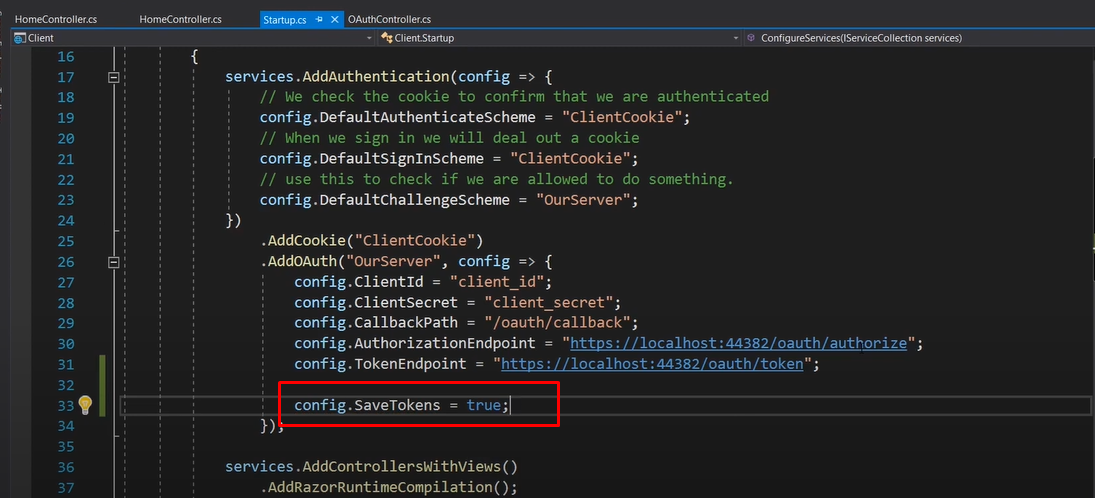 HomeController.cs HomeController.cs Startup.cs OAuthController.cs
Client Client.Startup ConfigureServices(IServiceCollection services)
16 {
17 services.AddAuthentication(config => {
18 // We check the cookie to confirm that we are authenticated
19 config.DefaultAuthenticateScheme = "ClientCookie";
20 // When we sign in we will deal out a cookie
21 config.DefaultSignInScheme = "ClientCookie";
22 // use this to check if we are allowed to do something.
23 config.DefaultChallengeScheme = "OurServer";
24 })
25 .AddCookie("ClientCookie")
26 .AddOAuth("OurServer", config => {
27 config.ClientId = "client_id";
28 config.ClientSecret = "client_secret";
29 config.CallbackPath = "/oauth/callback";
30 config.AuthorizationEndpoint = "https://localhost:44382/oauth/authorize";
31 config.TokenEndpoint = "https://localhost:44382/oauth/token";
32
33 config.SaveTokens = true;
34 });
35
36 services.AddControllersWithViews()
37 .AddRazorRuntimeCompilation();